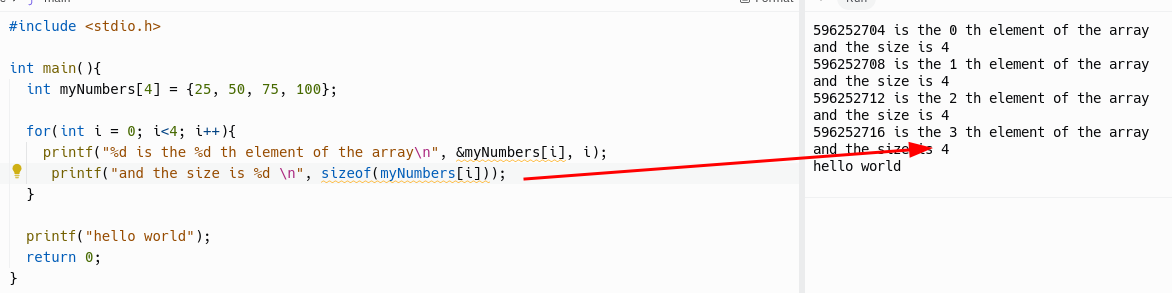 main
Format
Run
#include <stdio.h>
int main(){
int myNumbers[4] = {25, 50, 75, 100};
for(int i = 0; i<4; i++){
printf("%d is the %d th element of the array\n", &myNumbers[i], i);
printf("and the size is %d \n", sizeof(myNumbers[i]));
}
printf("hello world");
return 0;
}
596252704 is the 0 th element of the array
and the size is 4
596252708 is the 1 th element of the array
and the size is 4
596252712 is the 2 th element of the array
and the size is 4
596252716 is the 3 th element of the array
and the size is 4
hello world